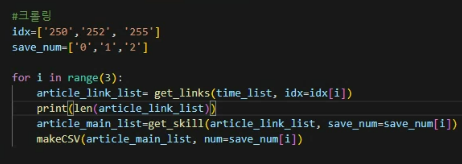 #크롤링
idx=['250','252', '255']
save_num=['0','1','2']
for i in range(3):
    article_link_list= get_links(time_list, idx=idx[i])
    print(len(article_link_list))
    article_main_list=get_skill(article_link_list, save_num=save_num[i])
    makeCSV(article_main_list, num=save_num[i])